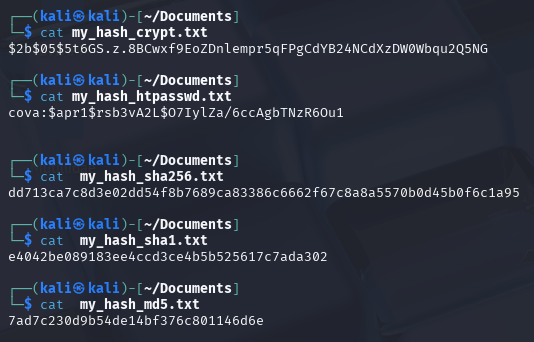 ┌──(kali㉿kali)-[~/Documents]
└─$ cat my_hash_crypt.txt
$2b$05$5t6GS.z.8BCwxf9EoZDnlempr5qFPgCdYB24NCdXzDW0Wbqu2Q5NG
┌──(kali㉿kali)-[~/Documents]
└─$ cat my_hash_htpasswd.txt
cova:$apr1$rsb3vA2L$O7IylZa/6ccAgbTNzR6Ou1
┌──(kali㉿kali)-[~/Documents]
└─$ cat  my_hash_sha256.txt
dd713ca7c8d3e02dd54f8b7689ca83386c6662f67c8a8a5570b0d45b0f6c1a95
┌──(kali㉿kali)-[~/Documents]
└─$ cat  my_hash_sha1.txt
e4042be089183ee4ccd3ce4b5b525617c7ada302
┌──(kali㉿kali)-[~/Documents]
└─$ cat  my_hash_md5.txt
7ad7c230d9b54de14bf376c801146d6e